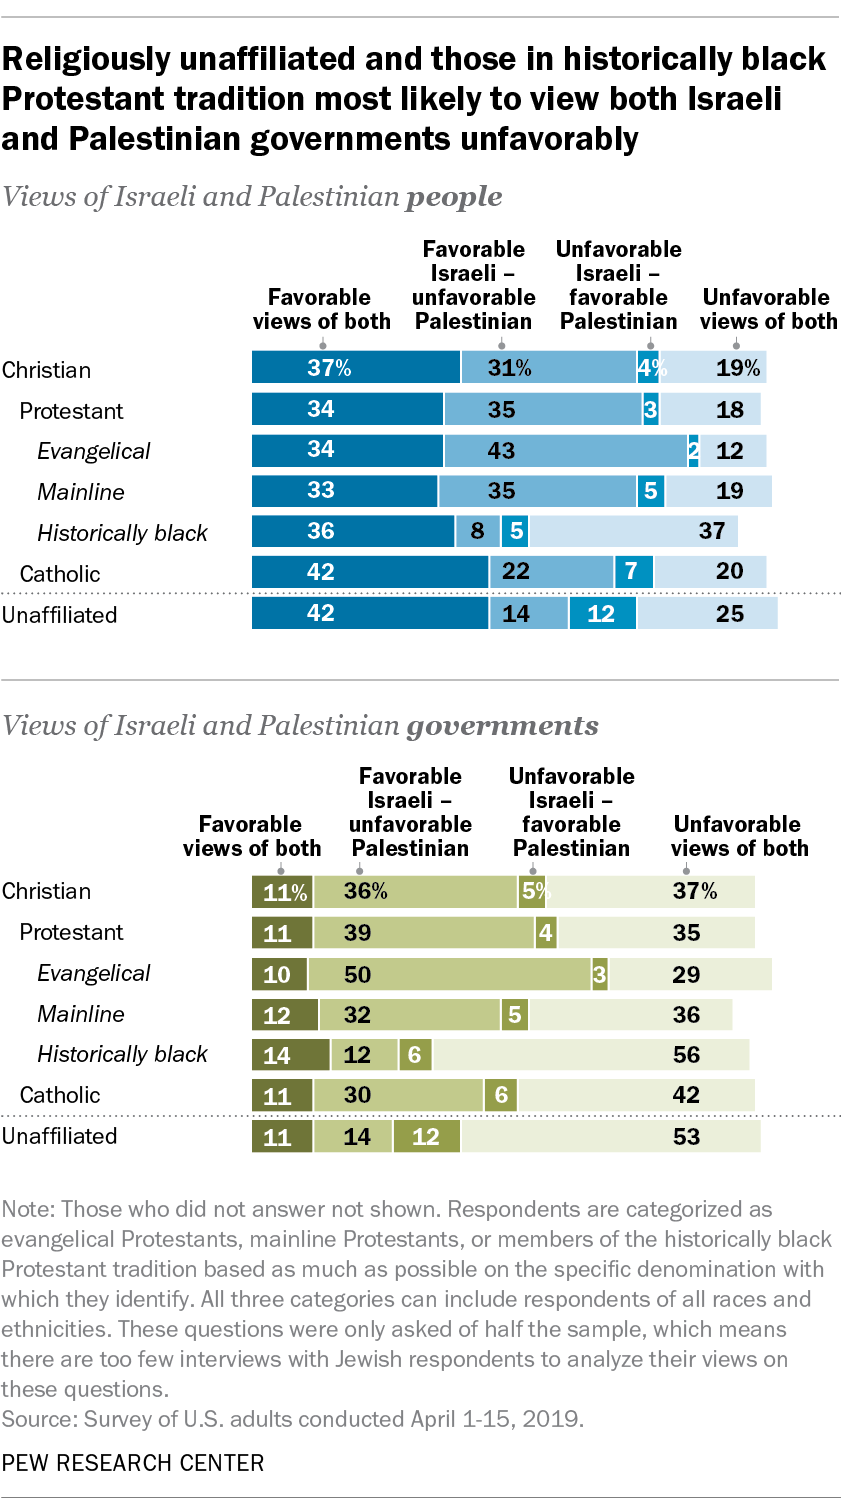 Religiously unaffiliated and those in historically black
Protestant tradition most likely to view both Israeli
and Palestinian governments unfavorably
Views of Israeli and Palestinian people
Favorable views of both
Favorable Israeli – unfavorable Palestinian
Unfavorable Israeli – favorable Palestinian
Unfavorable views of both
Christian 37% 31% 4% 19%
Protestant 34 35 3 18
Evangelical 34 43 2 12
Mainline 33 35 5 19
Historically black 36 8 5 37
Catholic 42 22 7 20
Unaffiliated 42 14 12 25
Views of Israeli and Palestinian governments
Favorable views of both
Favorable Israeli – unfavorable Palestinian
Unfavorable Israeli – favorable Palestinian
Unfavorable views of both
Christian 11% 36% 5% 37%
Protestant 11 39 4 35
Evangelical 10 50 3 29
Mainline 12 32 5 36
Historically black 14 12 6 56
Catholic 11 30 6 42
Unaffiliated 11 14 12 53
Note: Those who did not answer not shown. Respondents are categorized as
evangelical Protestants, mainline Protestants, or members of the historically black
Protestant tradition based as much as possible on the specific denomination with
which they identify. All three categories can include respondents of all races and
ethnicities. These questions were only asked of half the sample, which means
there are too few interviews with Jewish respondents to analyze their views on
these questions.
Source: Survey of U.S. adults conducted April 1-15, 2019.
PEW RESEARCH CENTER